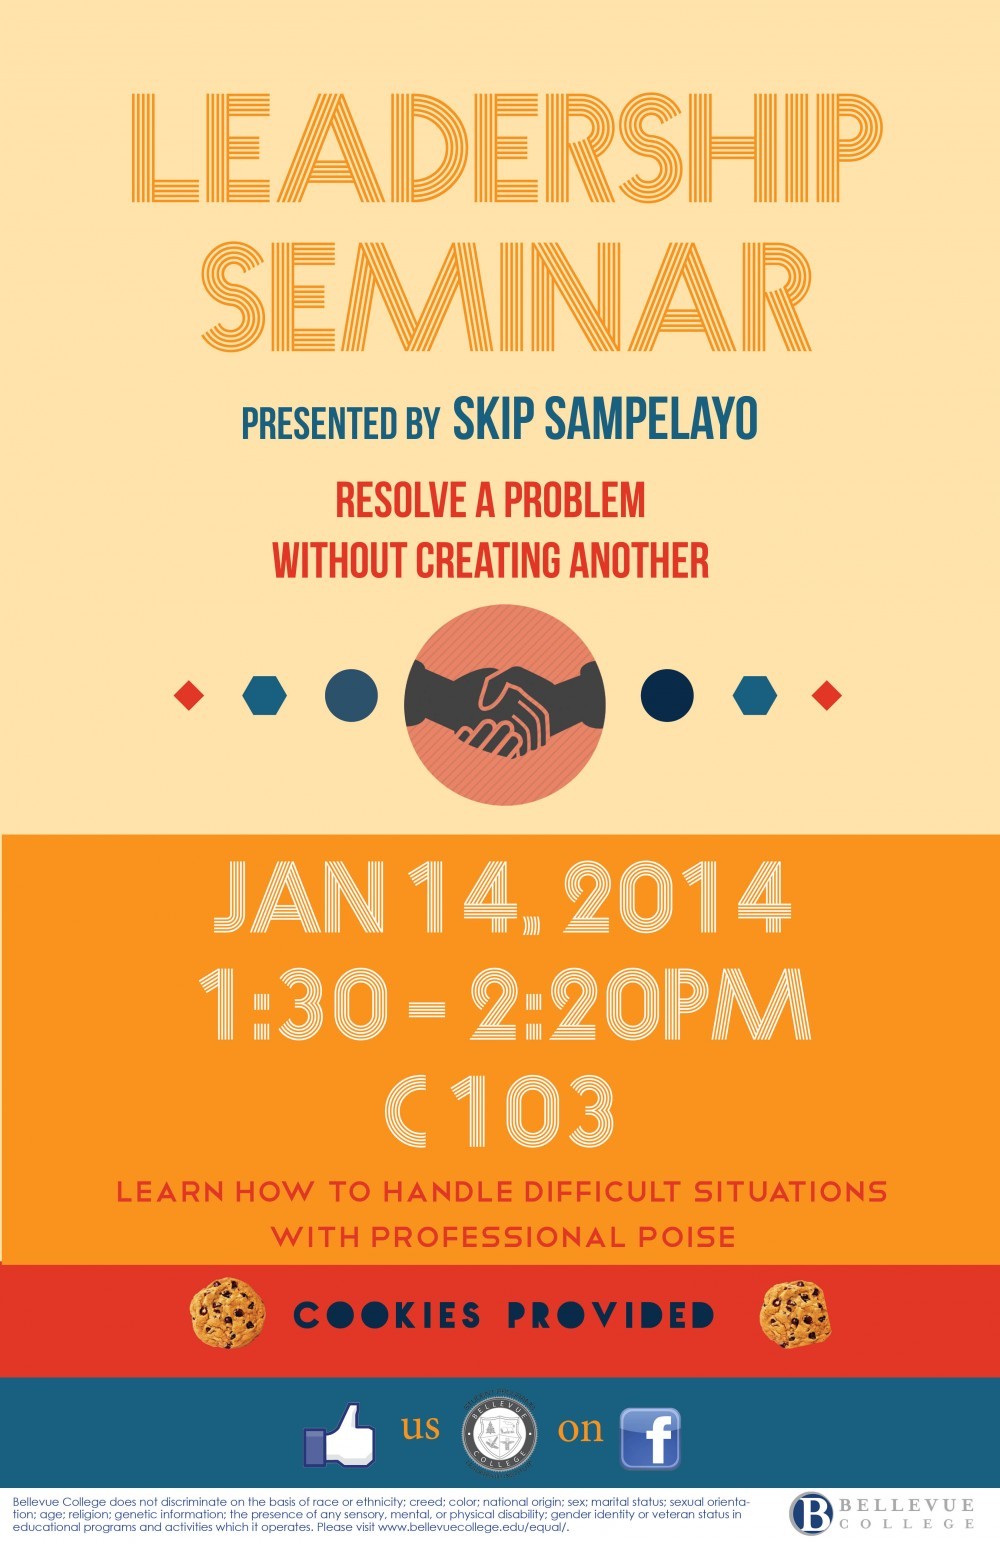 LEADERSHIP
SEMINAR
PRESENTED BY SKIP SAMPELAYO
RESOLVE A PROBLEM
WITHOUT CREATING ANOTHER
JAN 14, 2014
1:30 - 2:20PM
C 103
LEARN HOW TO HANDLE DIFFICULT SITUATIONS
WITH PROFESSIONAL POISE
COOKIES PROVIDED
us
BELLEVUE
COLLEGE
on
f
Bellevue College does not discriminate on the basis of race or ethnicity; creed; color; national origin; sex; marital status; sexual orienta-
tion; age; religion; genetic information; the presence of any sensory, mental, or physical disability; gender identity or veteran status in
educational programs and activities which it operates. Please visit www.bellevuecollege.edu/equal/.
B BELLEVUE
COLLEGE